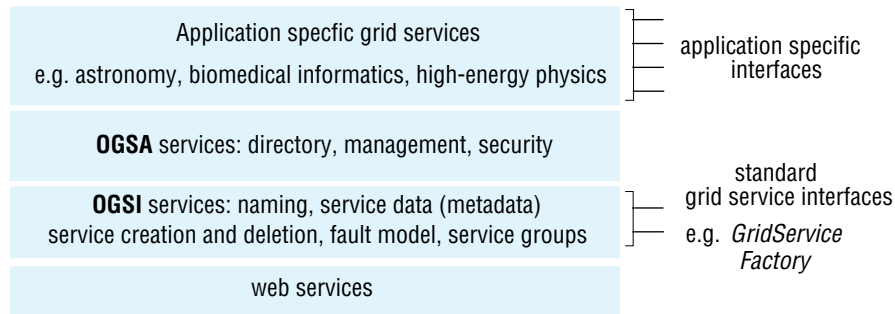 Application specfic grid services
e.g. astronomy, biomedical informatics, high-energy physics
application specific
interfaces
OGSA services: directory, management, security
OGSI services: naming, service data (metadata)
service creation and deletion, fault model, service groups
standard
grid service interfaces
e.g. GridService
Factory
web services